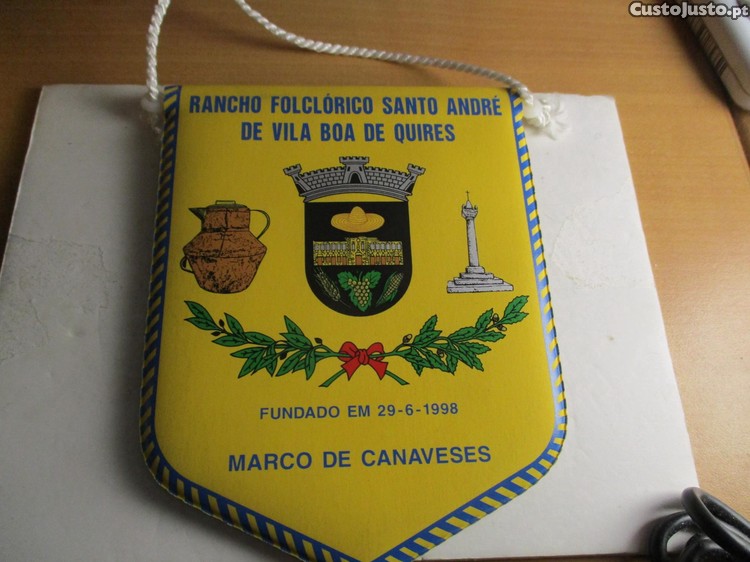 CustoJusto.pt
RANCHO FOLCLÓRICO SANTO ANDRÉ
DE VILA BOA DE QUIRES
FUNDADO EM 29-6-1998
MARCO DE CANAVESES